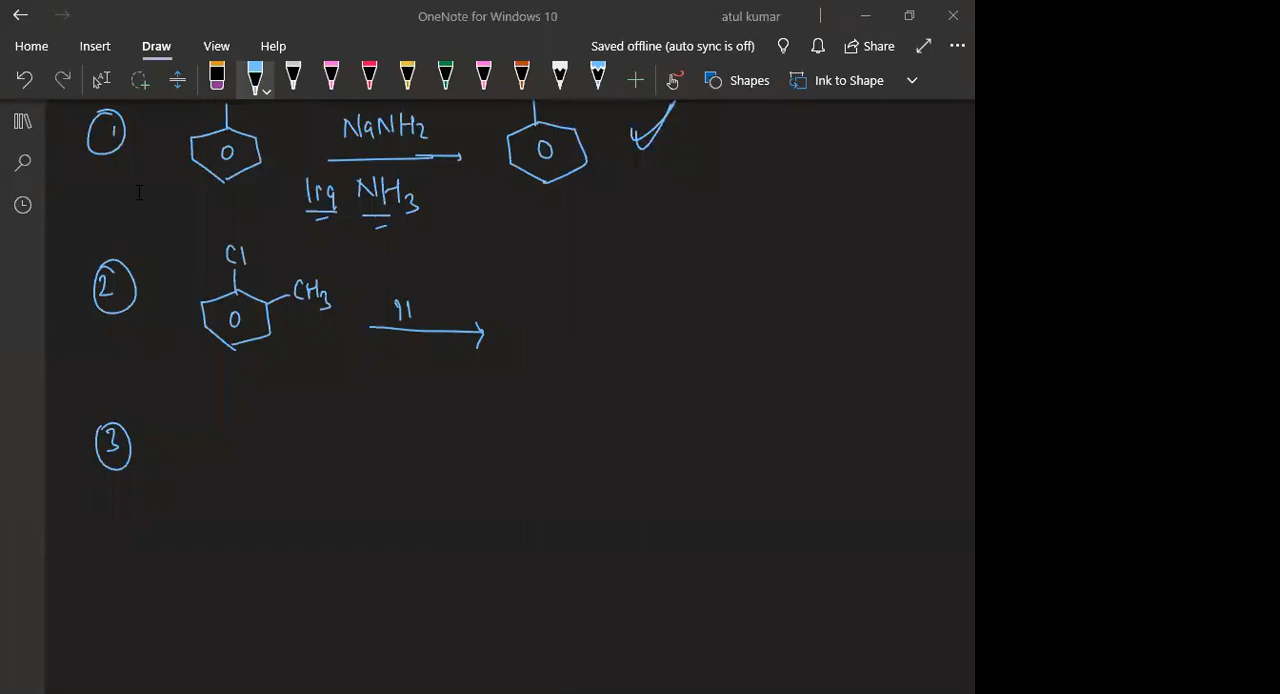 OneNote for Windows 10
atul kumar
Home Insert Draw View Help
Saved offline (auto sync is off)
Share
Shapes
Ink to Shape
1
NaNH2
lrq NH3
2
Cl
CH3
11
3